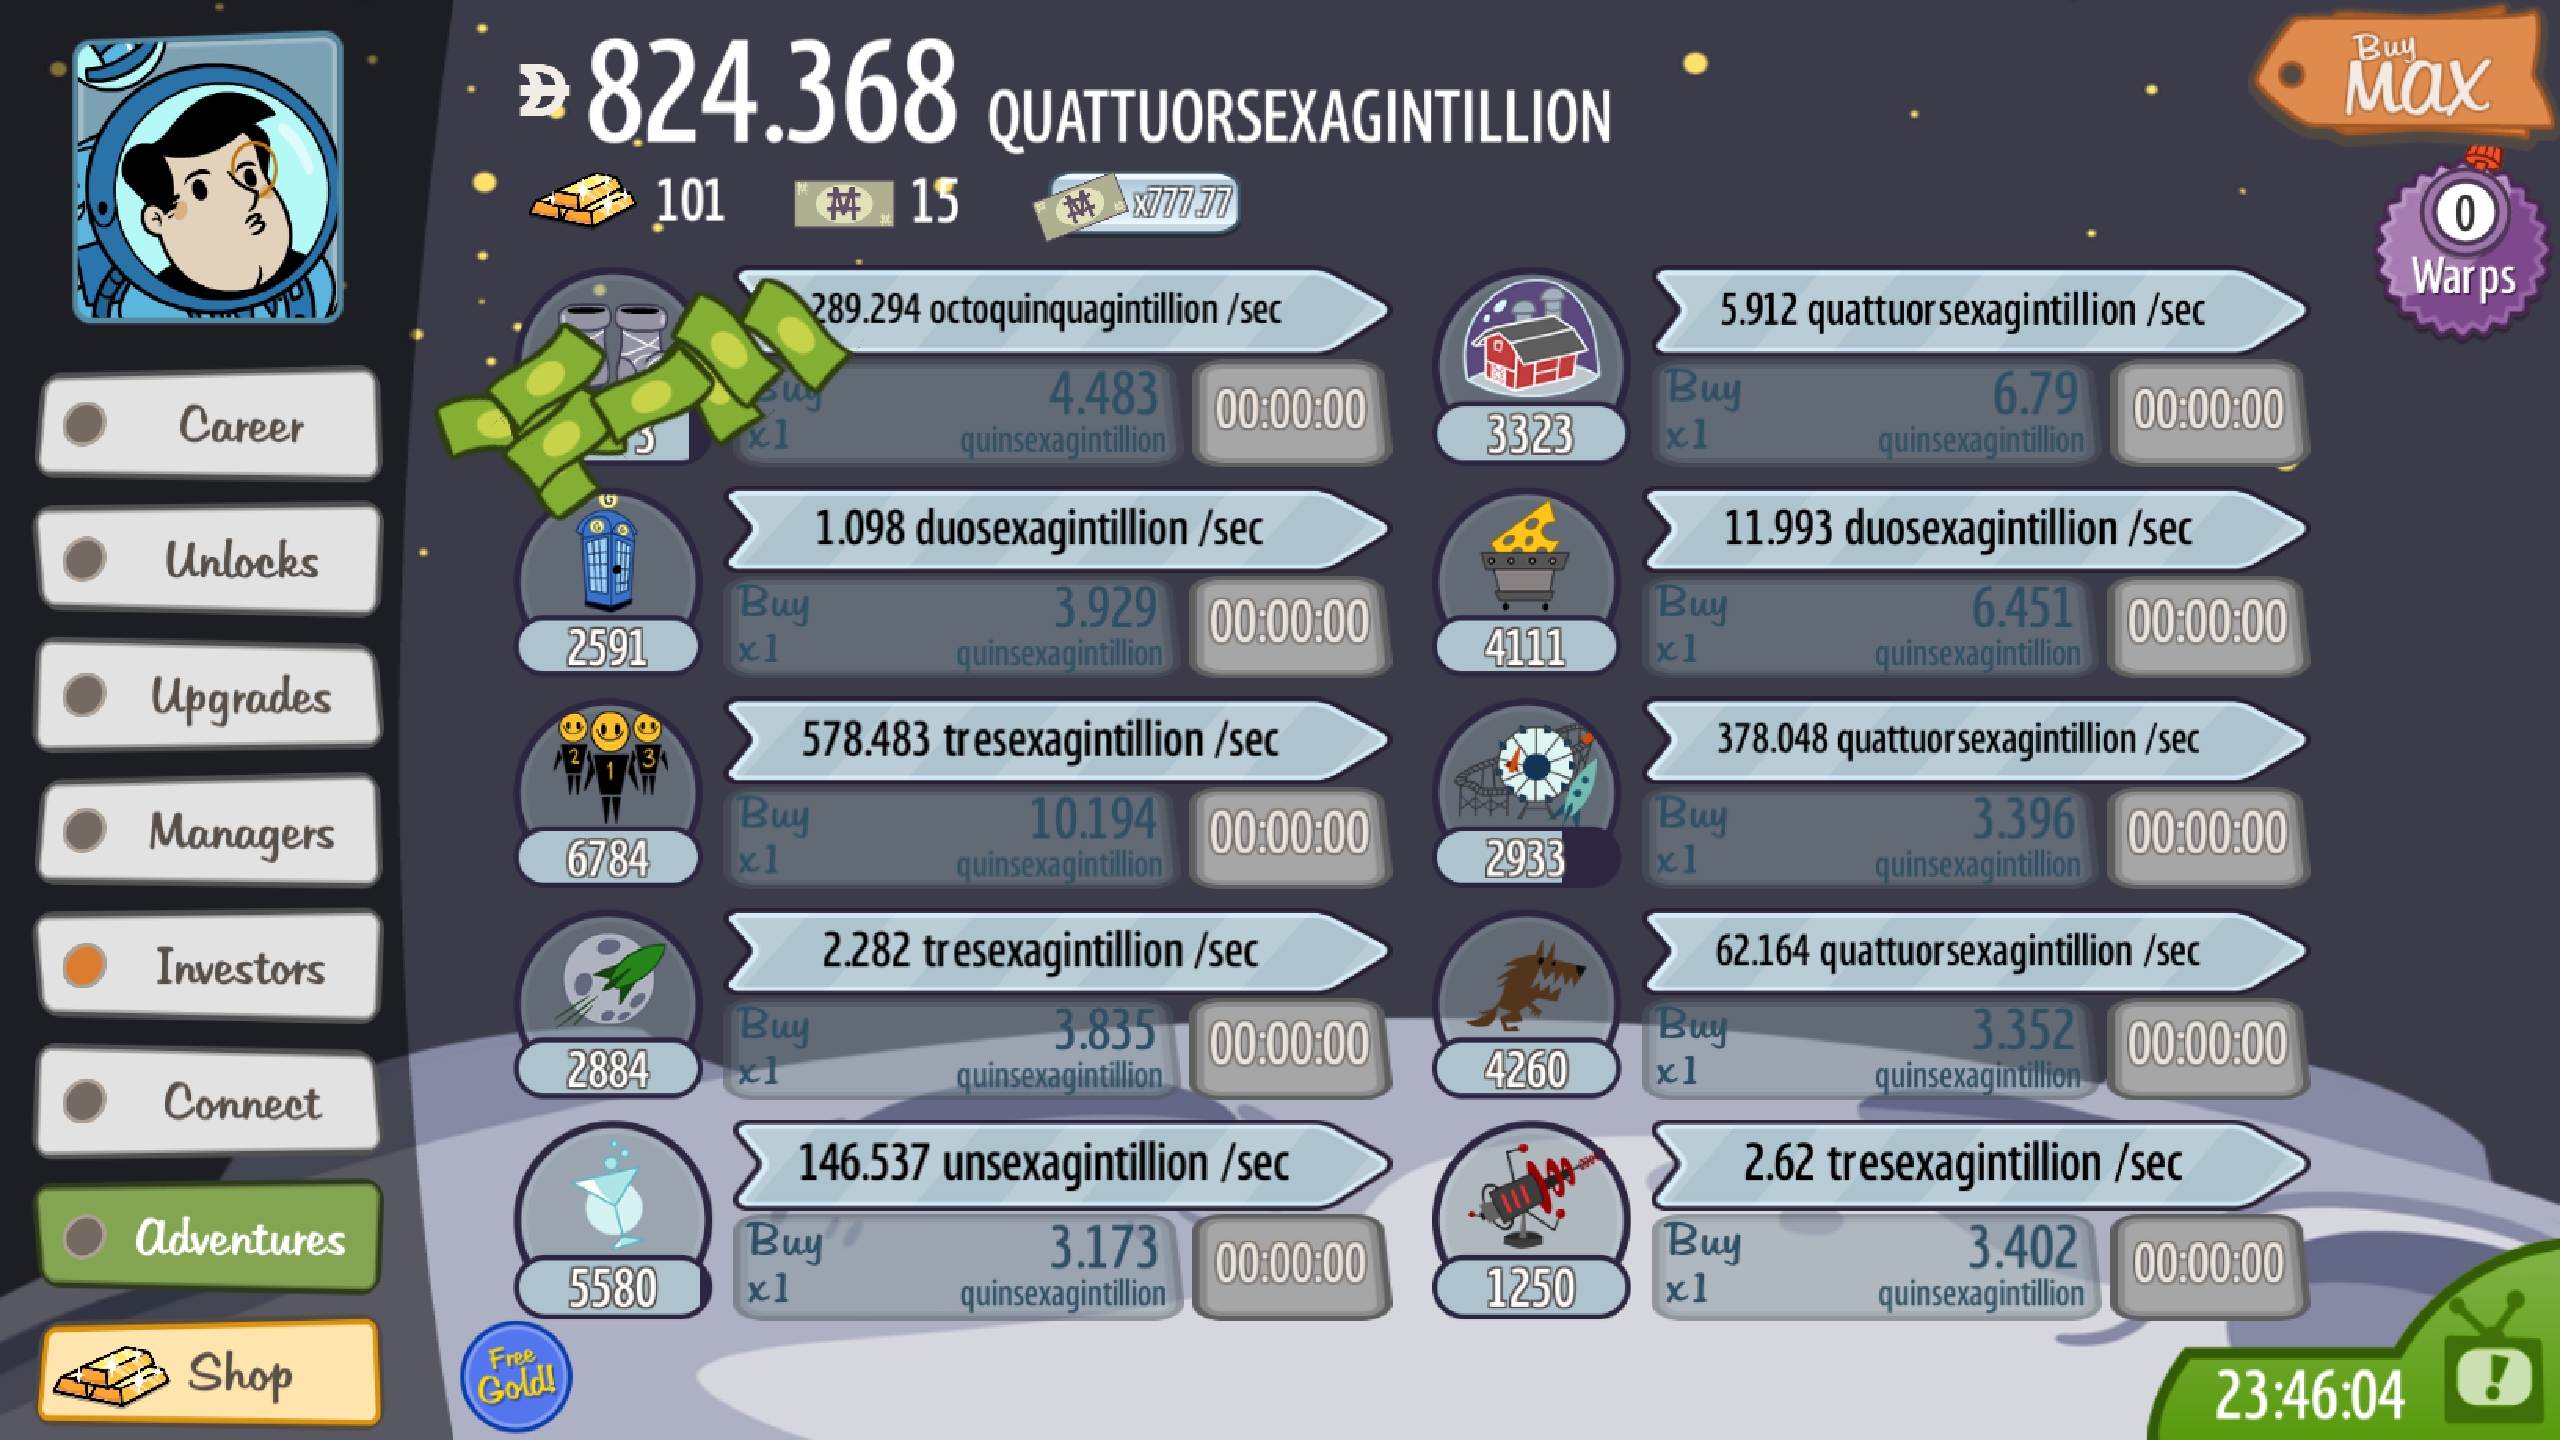 824.368 QUATTUORSEXAGINTILLION
Buy
MAX
101
15
x777.77
0
Warps
Career
Unlocks
Upgrades
Managers
Investors
Connect
Adventures
Shop
289.294 octoquinquagintillion /sec
Buy
x1
4.483
quinsexagintillion
00:00:00
5.912 quattuorsexagintillion /sec
3323
Buy
x1
6.79
quinsexagintillion
00:00:00
1.098 duosexagintillion /sec
G
2591
Buy
x1
3.929
quinsexagintillion
00:00:00
11.993 duosexagintillion /sec
4111
Buy
x1
6.451
quinsexagintillion
00:00:00
578.483 tresexagintillion /sec
2 1 3
6784
Buy
x1
10.194
quinsexagintillion
00:00:00
378.048 quattuorsexagintillion /sec
2933
Buy
x1
3.396
quinsexagintillion
00:00:00
2.282 tresexagintillion /sec
2884
Buy
x1
3.835
quinsexagintillion
00:00:00
62.164 quattuorsexagintillion /sec
4260
Buy
x1
3.352
quinsexagintillion
00:00:00
146.537 unsexagintillion /sec
5580
Buy
x1
3.173
quinsexagintillion
00:00:00
2.62 tresexagintillion /sec
1250
Buy
x1
3.402
quinsexagintillion
00:00:00
Free
Gold!
23:46:04